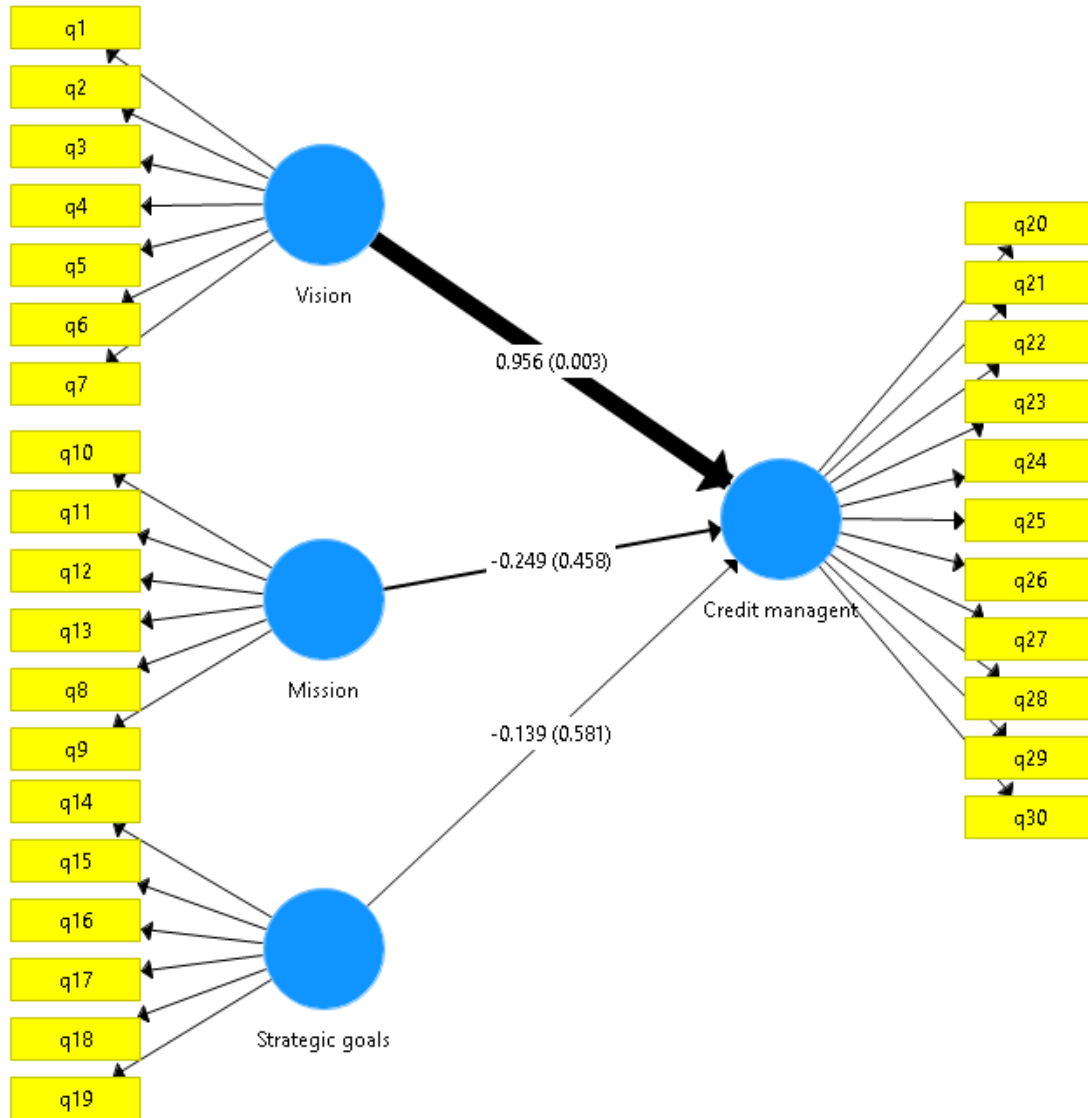 q1
q2
q3
q4
q5
q6
q7
Vision
0.956 (0.003)
q10
q11
q12
q13
q8
q9
Mission
-0.249 (0.458)
q14
q15
q16
q17
q18
q19
Strategic goals
-0.139 (0.581)
Credit managent
q20
q21
q22
q23
q24
q25
q26
q27
q28
q29
q30